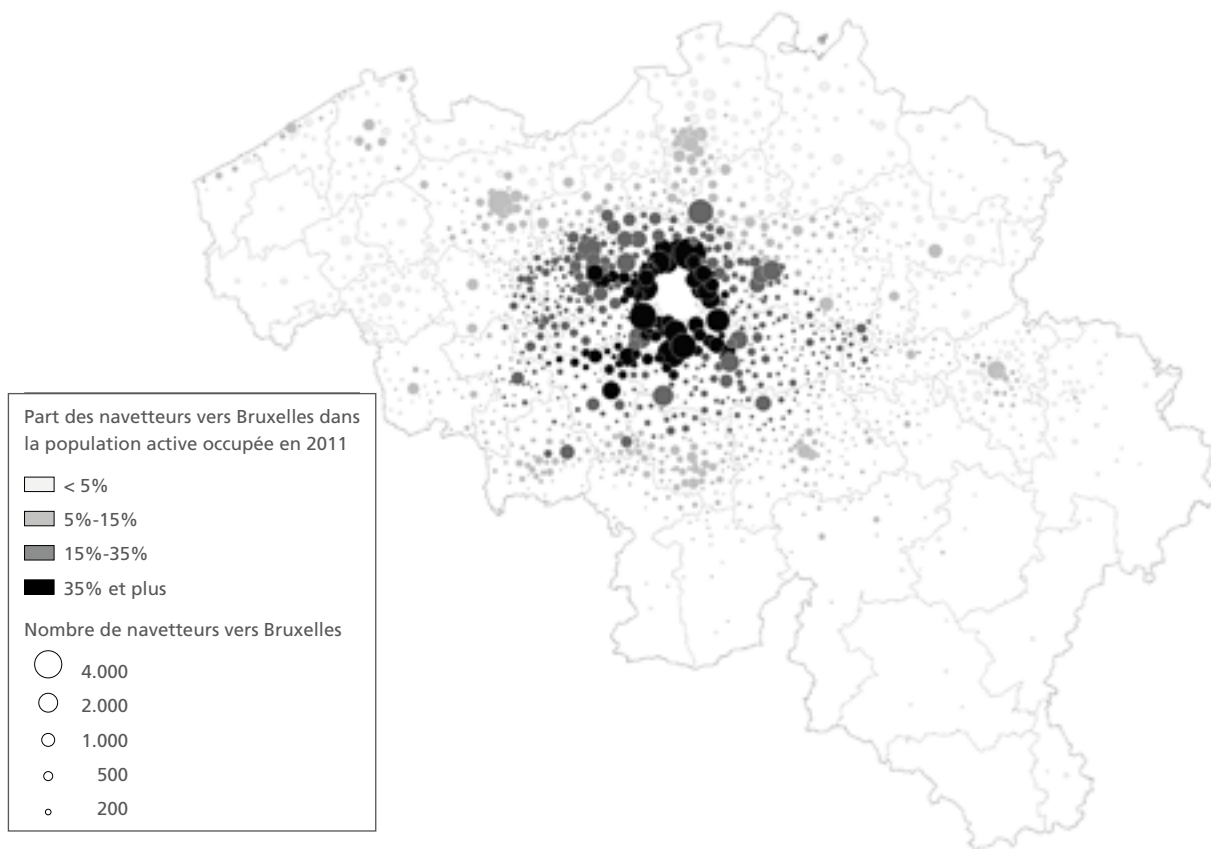 Part des navetteurs vers Bruxelles dans
la population active occupée en 2011
< 5%
5%-15%
15%-35%
35% et plus
Nombre de navetteurs vers Bruxelles
4.000
2.000
1.000
500
200